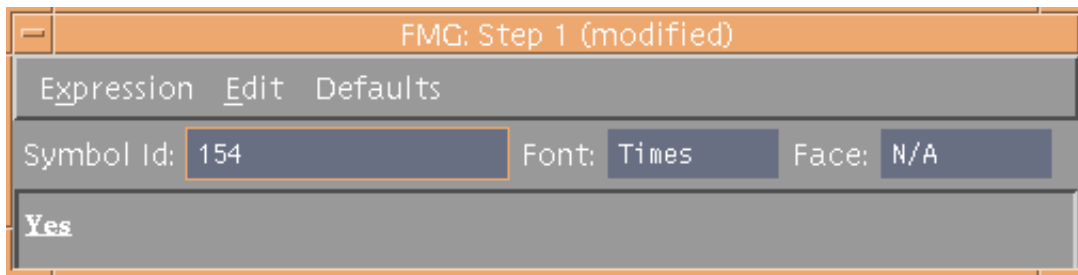 FMG: Step 1 (modified)
Expression Edit Defaults
Symbol Id: 154 Font: Times Face: N/A
Yes